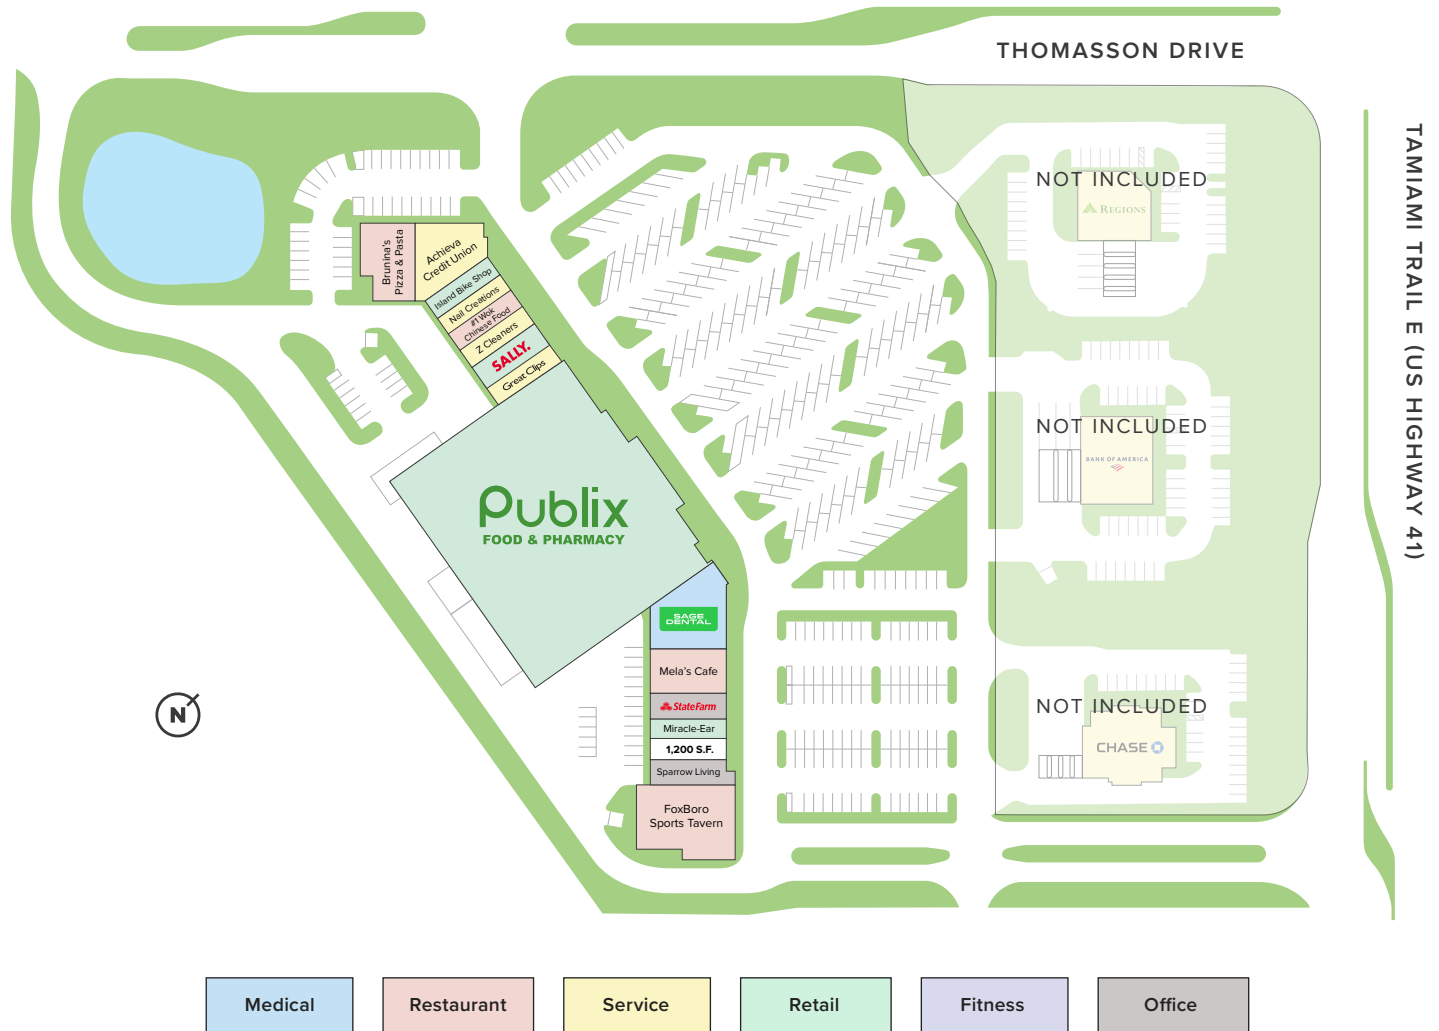 THOMASSON DRIVE
TAMIAMI TRAIL E (US HIGHWAY 41)
NOT INCLUDED
REGIONS
Brunina's
Pizza & Pasta
Achieva
Credit Union
Island Bike Shop
Nail Creations
#1 Wok
Chinese Food
Z Cleaners
SALLY.
Great Clips
NOT INCLUDED
BANK OF AMERICA
Publix
FOOD & PHARMACY
SAGE
DENTAL
Mela's Cafe
StateFarm
Miracle-Ear
1,200 S.F.
Sparrow Living
FoxBoro
Sports Tavern
NOT INCLUDED
CHASE
N
Medical
Restaurant
Service
Retail
Fitness
Office